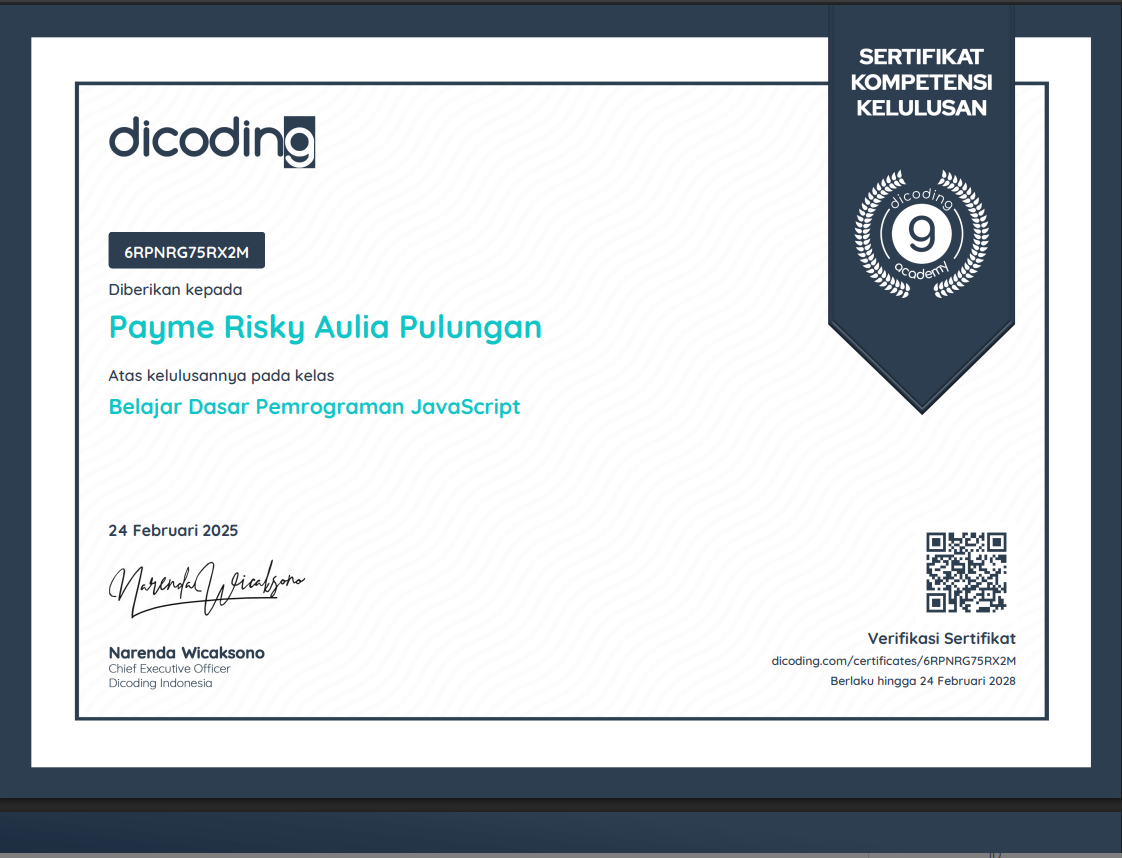 SERTIFIKAT
KOMPETENSI
KELULUSAN
dicoding
dicoding
9
academy
6RPNRG75RX2M
Diberikan kepada
Payme Risky Aulia Pulungan
Atas kelulusannya pada kelas
Belajar Dasar Pemrograman JavaScript
24 Februari 2025
Narenda Wicaksono
Narenda Wicaksono
Chief Executive Officer
Dicoding Indonesia
Verifikasi Sertifikat
dicoding.com/certificates/6RPNRG75RX2M
Berlaku hingga 24 Februari 2028